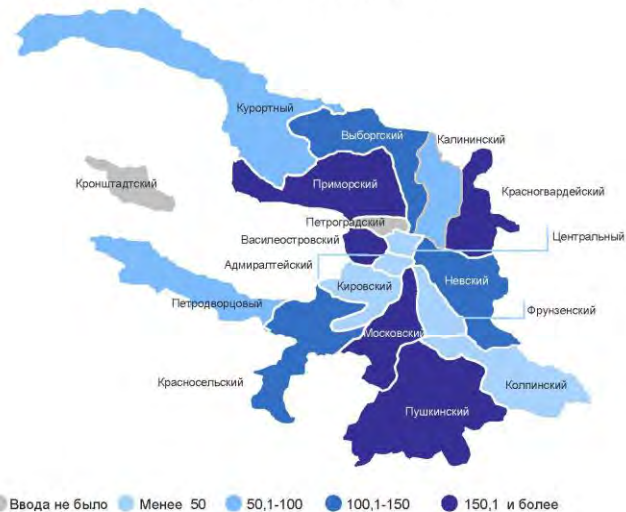 Курортный
Выборгский
Калининский
Кронштадтский
Приморский
Красногвардейский
Петроградский
Василеостровский
Центральный
Адмиралтейский
Кировский
Невский
Петродворцовый
Фрунзенский
Московский
Красносельский
Колпинский
Пушкинский
Ввода не было Менее 50 50,1-100 100,1-150 150,1 и более